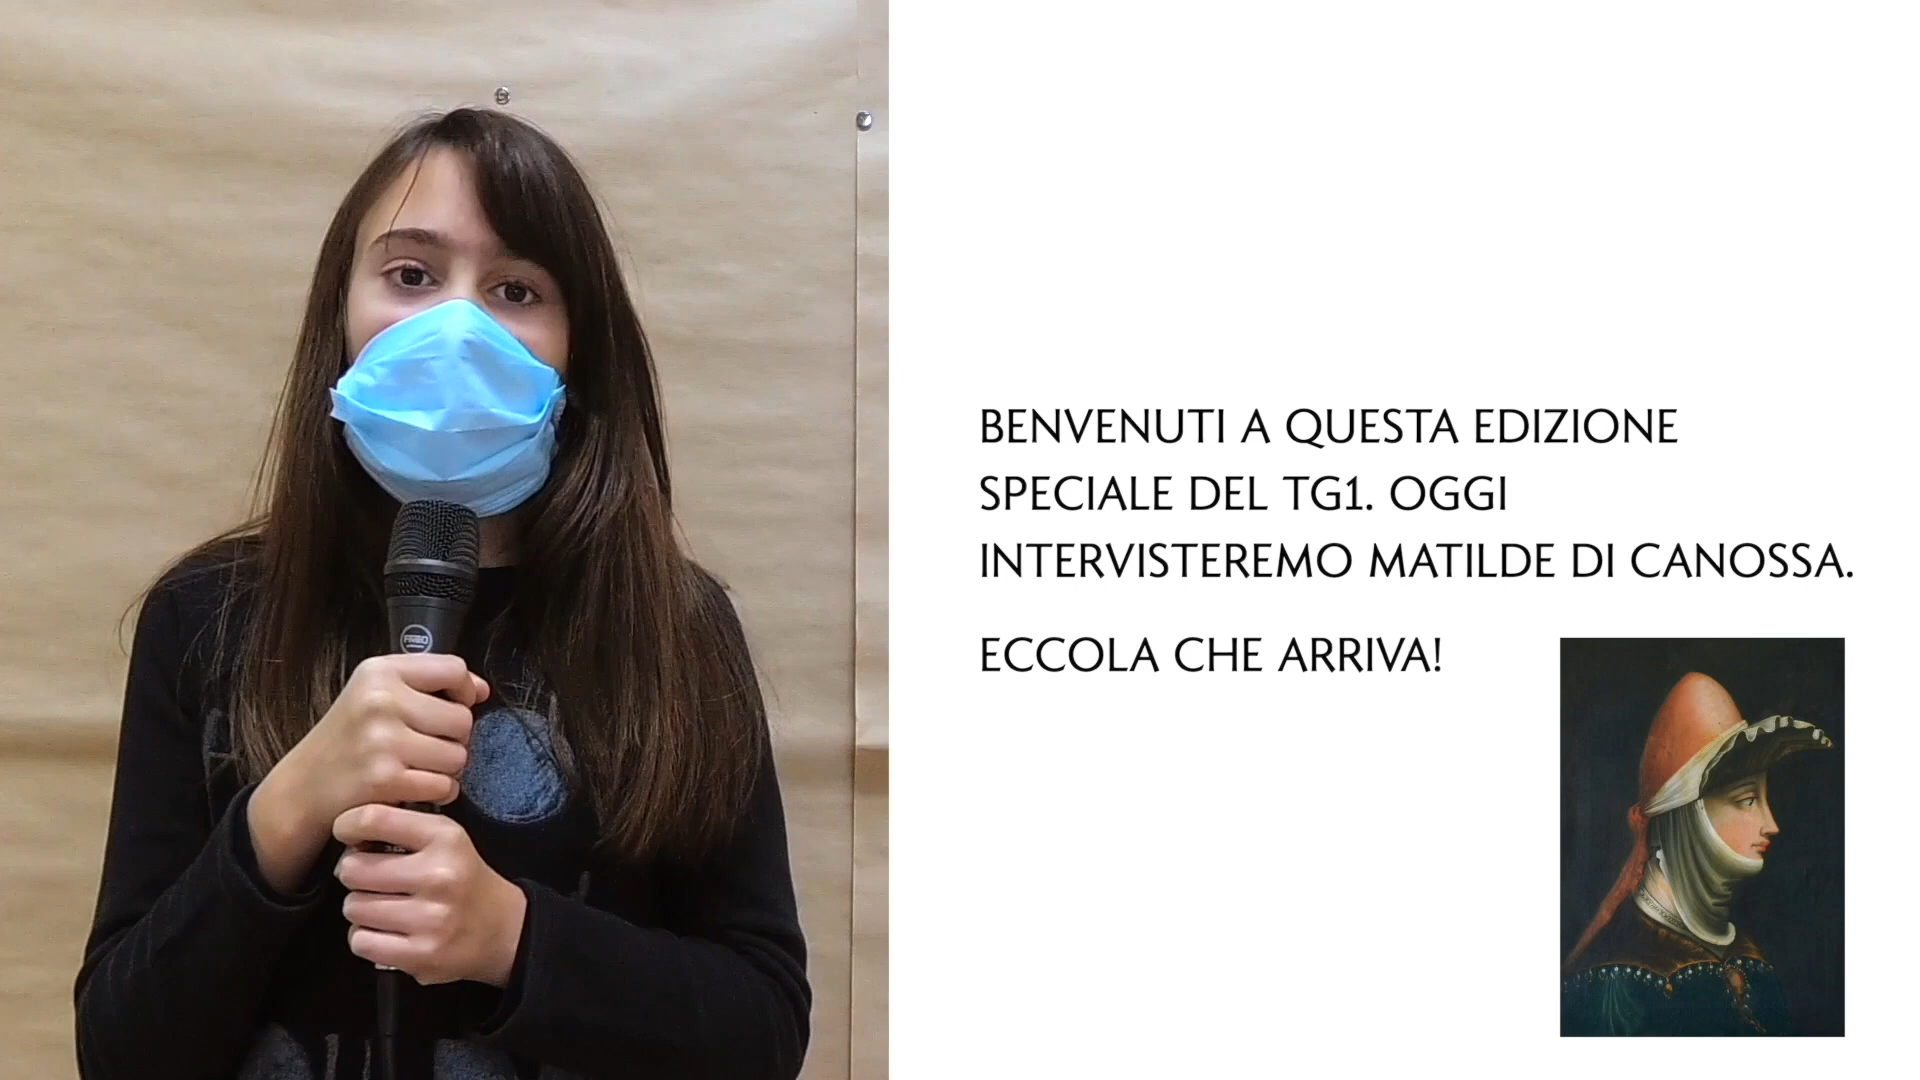 BENVENUTI A QUESTA EDIZIONE
SPECIALE DEL TG1. OGGI
INTERVISTEREMO MATILDE DI CANOSSA.
ECCOLA CHE ARRIVA!